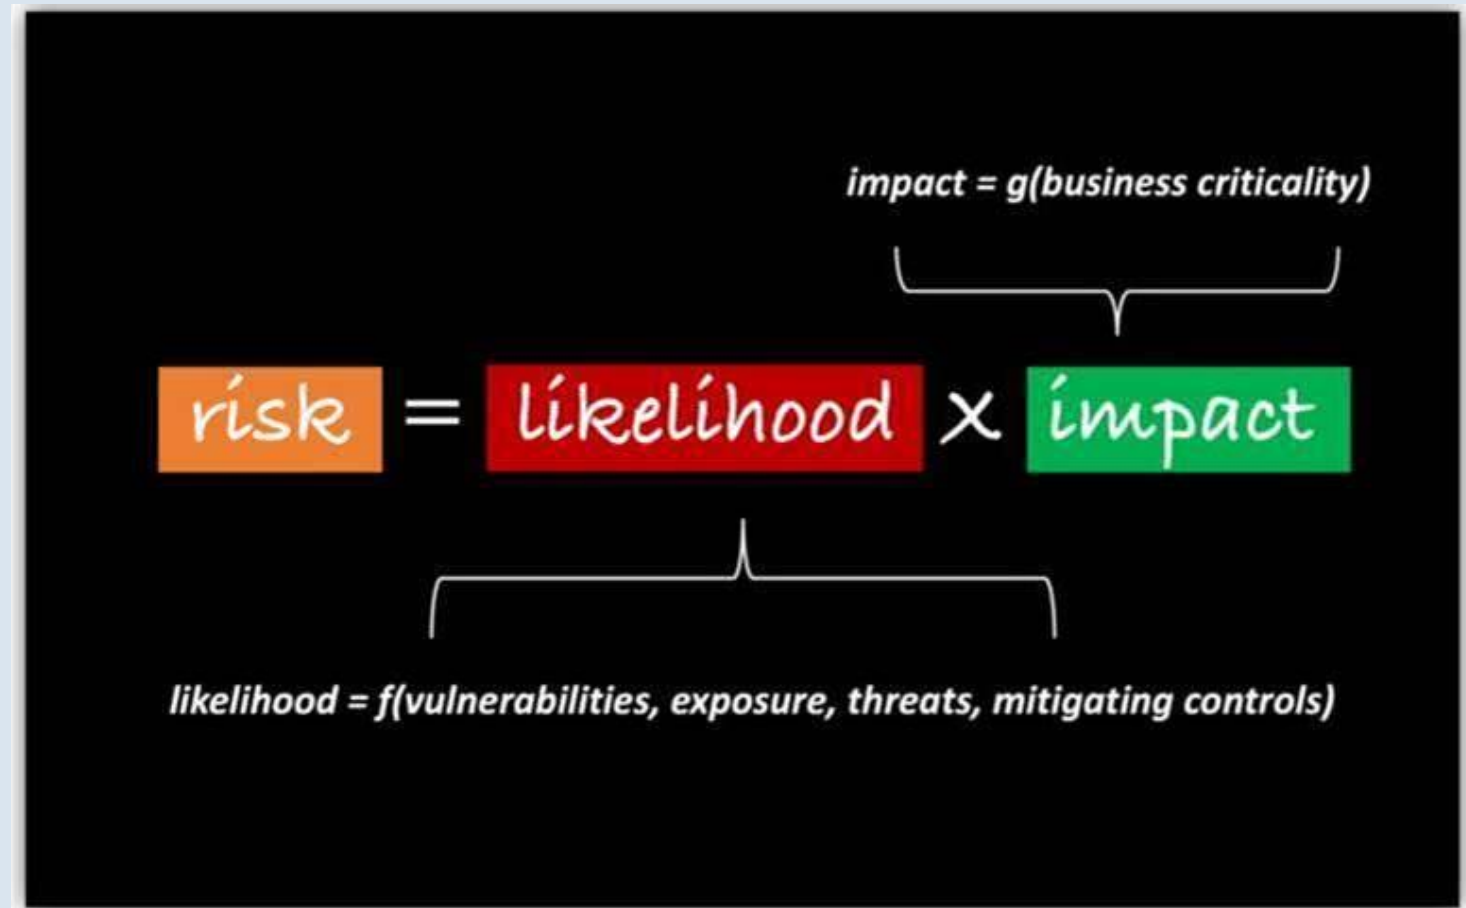 impact = g(business criticality)
risk = likelihood x impact
likelihood = f(vulnerabilities, exposure, threats, mitigating controls)